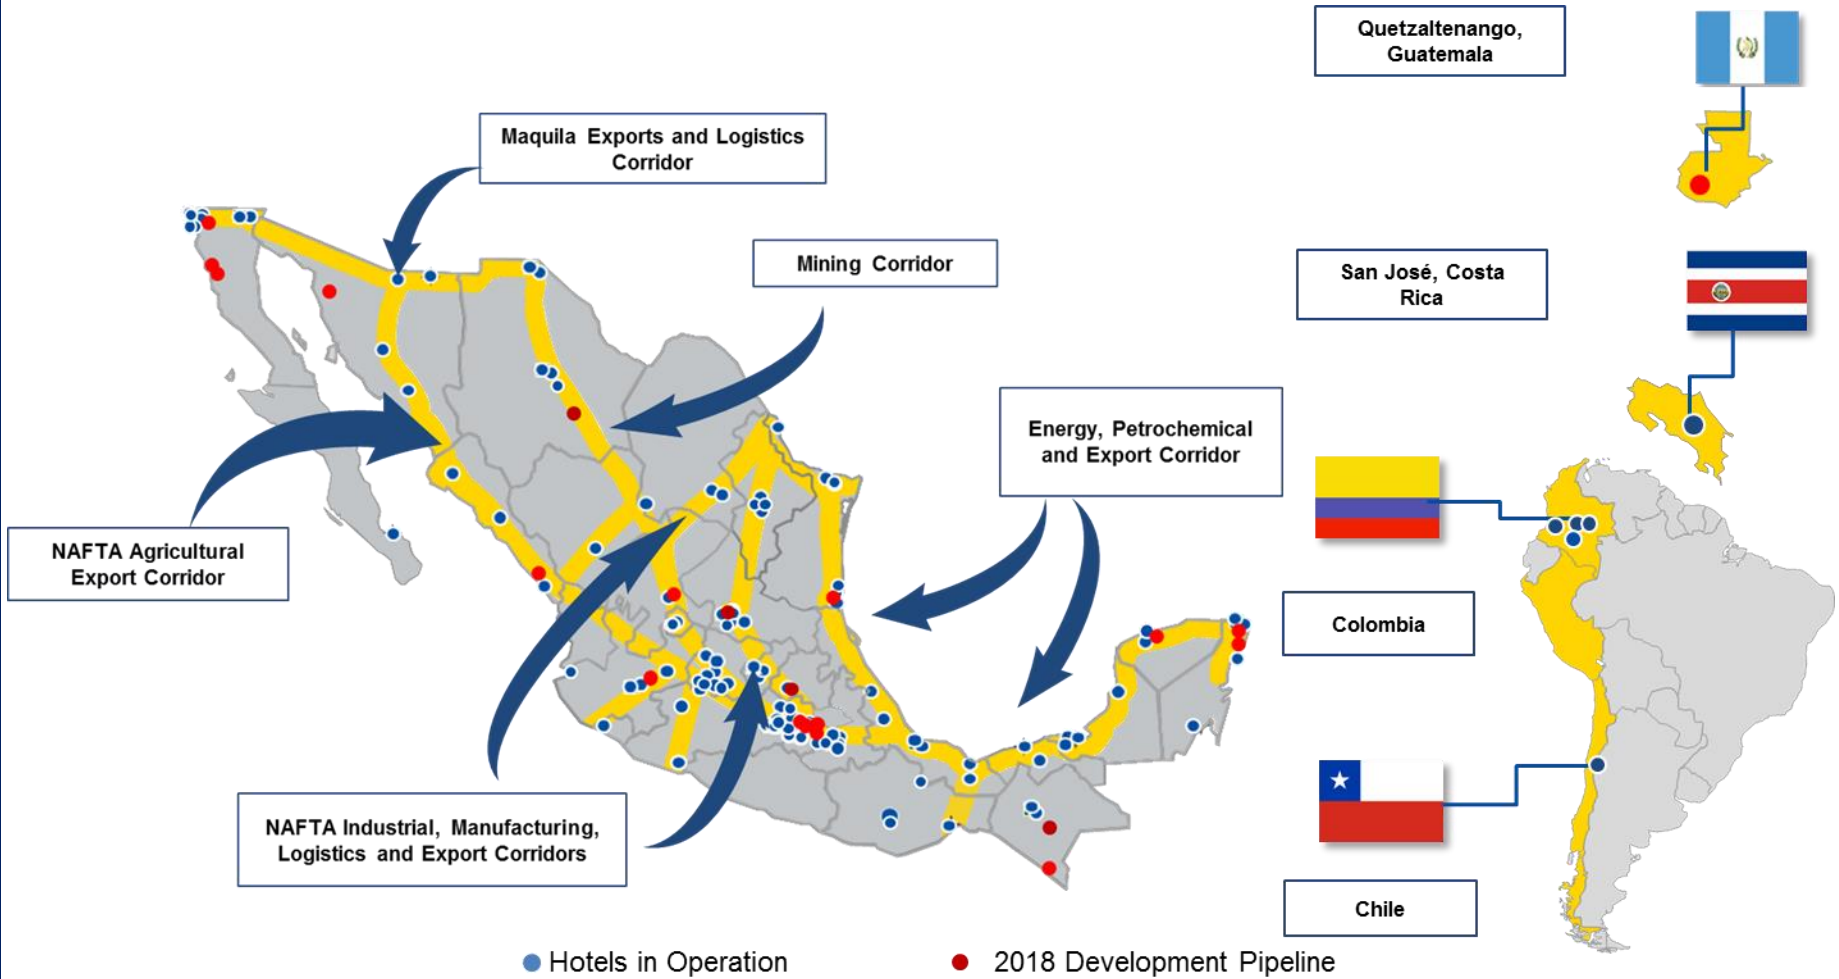 Quetzaltenango,
Guatemala
Maquila Exports and Logistics
Corridor
Mining Corridor
San José, Costa
Rica
Energy, Petrochemical
and Export Corridor
NAFTA Agricultural
Export Corridor
Colombia
NAFTA Industrial, Manufacturing,
Logistics and Export Corridors
Chile
Hotels in Operation
2018 Development Pipeline